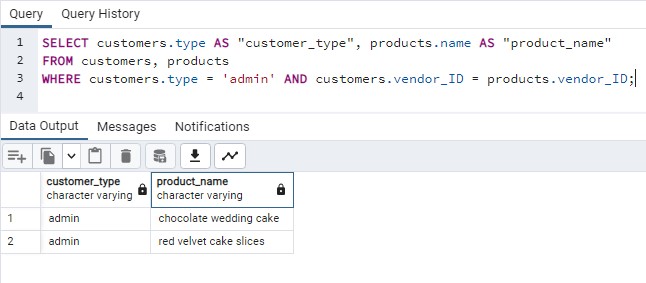 Query Query History
1 SELECT customers.type AS "customer_type", products.name AS "product_name"
2 FROM customers, products
3 WHERE customers.type = 'admin' AND customers.vendor_ID = products.vendor_ID;
4
Data Output Messages Notifications
customer_type product_name
character varying character varying
1 admin chocolate wedding cake
2 admin red velvet cake slices